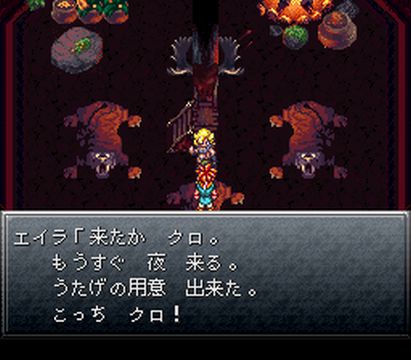 エイラ「来たか　クロ。
もうすぐ　夜　来る。
うたげの用意　出来た。
こっち　クロ！